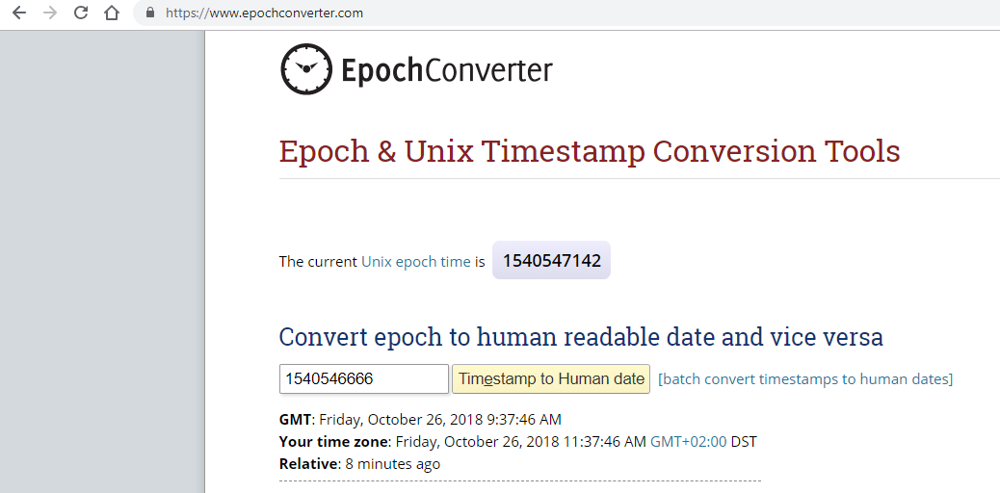 https://www.epochconverter.com
EpochConverter
Epoch & Unix Timestamp Conversion Tools
The current Unix epoch time is 1540547142
Convert epoch to human readable date and vice versa
1540546666 Timestamp to Human date [batch convert timestamps to human dates]
GMT: Friday, October 26, 2018 9:37:46 AM
Your time zone: Friday, October 26, 2018 11:37:46 AM GMT+02:00 DST
Relative: 8 minutes ago